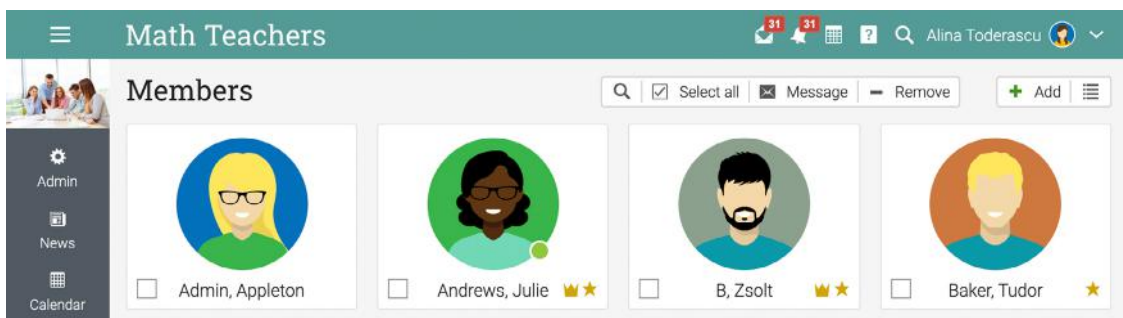 Math Teachers
31
31
?
Alina Toderascu
Members
Select all
Message
Remove
Add
Admin
News
Calendar
Admin, Appleton
Andrews, Julie
B, Zsolt
Baker, Tudor